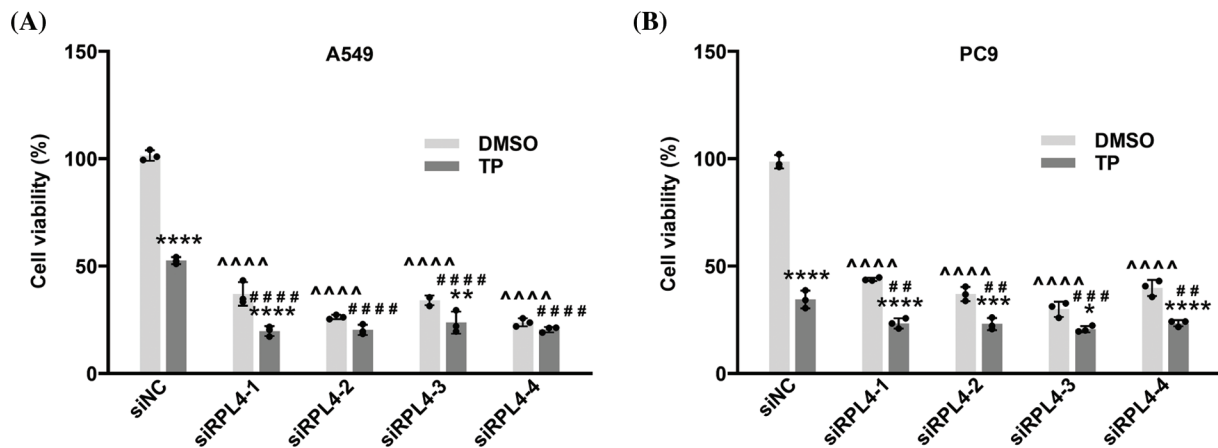 (A)
A549
Cell viability (%)
150
100
50
0
DMSO
TP
****
^^^^
####
****
^^^^
####
^^^^
####
**
^^^^
####
siNC
siRPL4-1
siRPL4-2
siRPL4-3
siRPL4-4
(B)
PC9
Cell viability (%)
150
100
50
0
DMSO
TP
****
^^^^
##
****
^^^^
##
***
^^^^
###
*
^^^^
##
****
siNC
siRPL4-1
siRPL4-2
siRPL4-3
siRPL4-4